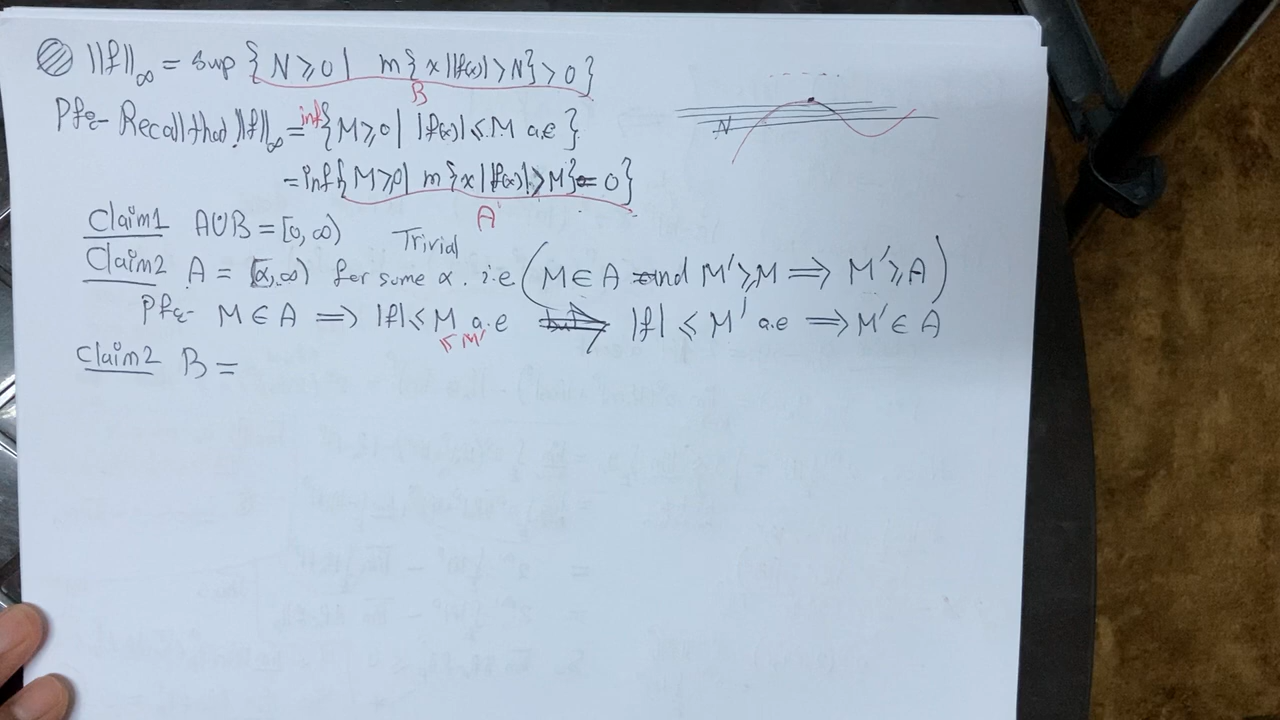 ||f||∞ = sup { N ≥ 0 | m{ x | |f(x)| > N} > 0 }
B
N
Pf:- Recall that ||f||∞ = inf { M ≥ 0 | |f(x)| ≤ M a.e }
= inf { M ≥ 0 | m{ x | |f(x)| > M} = 0 }
A
Claim1 A ∪ B = [0, ∞) Trivial
Claim2 A = [α, ∞) for some α. i.e ( M ∈ A and M' ≥ M ⟹ M' ≥ A )
Pf:- M ∈ A ⟹ |f| ≤ M a.e ⟹ |f| ≤ M' a.e ⟹ M' ∈ A
≤ M'
Claim2 B =